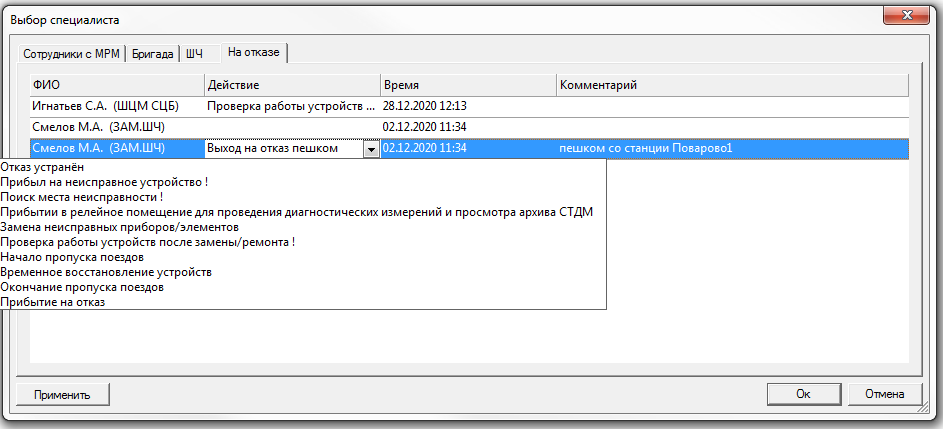 Выбор специалиста
Сотрудники с МРМ Бригада ШЧ На отказе
ФИО Действие Время Комментарий
Игнатьев С.А. (ШЦМ СЦБ) Проверка работы устройств ... 28.12.2020 12:13
Смелов М.А. (ЗАМ.ШЧ) 02.12.2020 11:34
Смелов М.А. (ЗАМ.ШЧ) Выход на отказ пешком 02.12.2020 11:34 пешком со станции Поварово1
Отказ устранён
Прибыл на неисправное устройство !
Поиск места неисправности !
Прибытии в релейное помещение для проведения диагностических измерений и просмотра архива СТДМ
Замена неисправных приборов/элементов
Проверка работы устройств после замены/ремонта !
Начало пропуска поездов
Временное восстановление устройств
Окончание пропуска поездов
Прибытие на отказ
Применить Ок Отмена